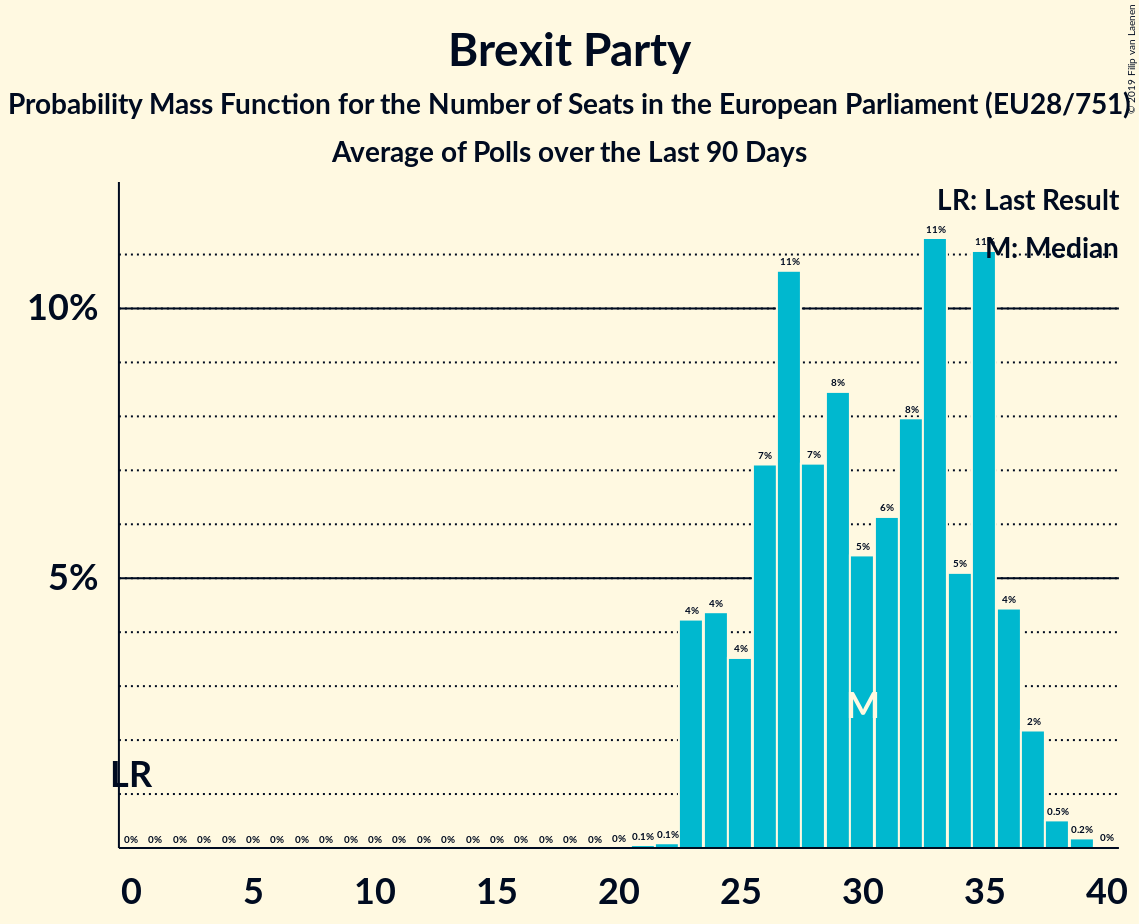 Brexit Party
Probability Mass Function for the Number of Seats in the European Parliament (EU28/751)
Average of Polls over the Last 90 Days
© 2019 Filip van Laenen
LR: Last Result
M: Median
10%
5%
LR
M
0% 0% 0% 0% 0% 0% 0% 0% 0% 0% 0% 0% 0% 0% 0% 0% 0% 0% 0% 0% 0% 0.1% 0.1% 4% 4% 4% 7% 11% 7% 8% 5% 6% 8% 11% 5% 11% 4% 2% 0.5% 0.2% 0%
0 5 10 15 20 25 30 35 40